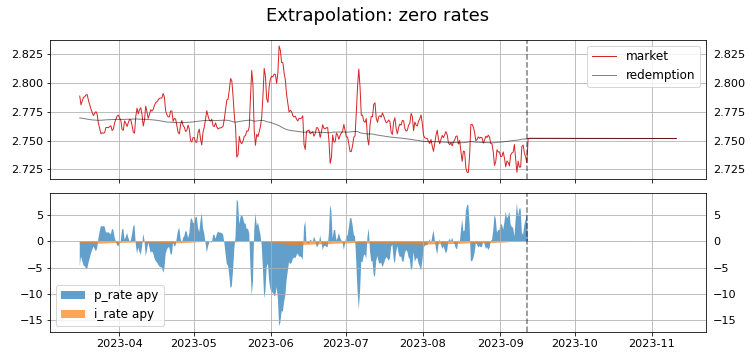 Extrapolation: zero rates
2.825 2.825
2.800 2.800
2.775 2.775
2.750 2.750
2.725 2.725
market
redemption
5 5
0 0
−5 −5
−10 −10
−15 −15
p_rate apy
i_rate apy
2023-04 2023-05 2023-06 2023-07 2023-08 2023-09 2023-10 2023-11